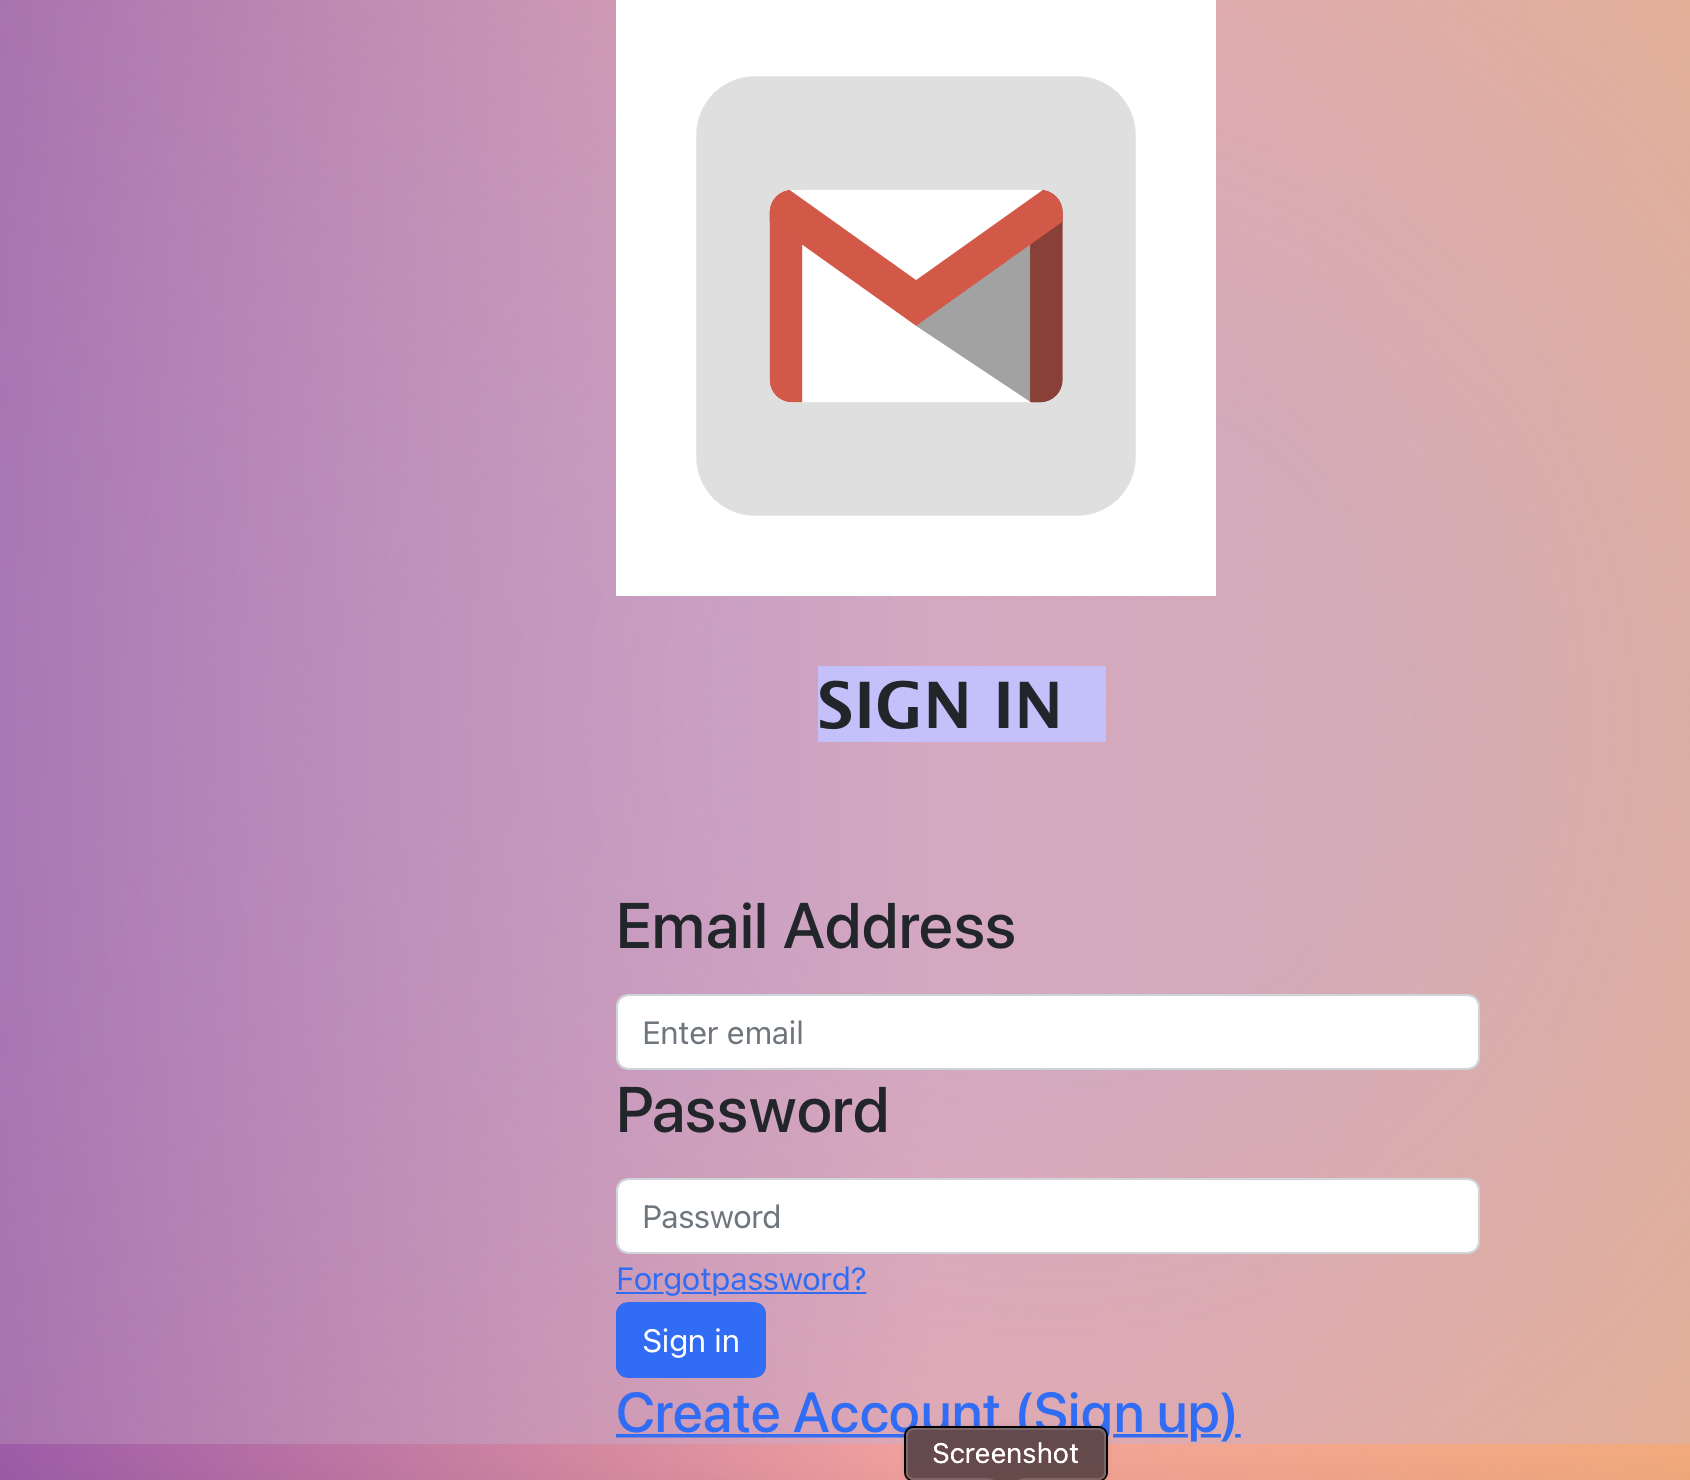 SIGN IN
Email Address
Enter email
Password
Password
Forgotpassword?
Sign in
Create Account (Sign up)
Screenshot